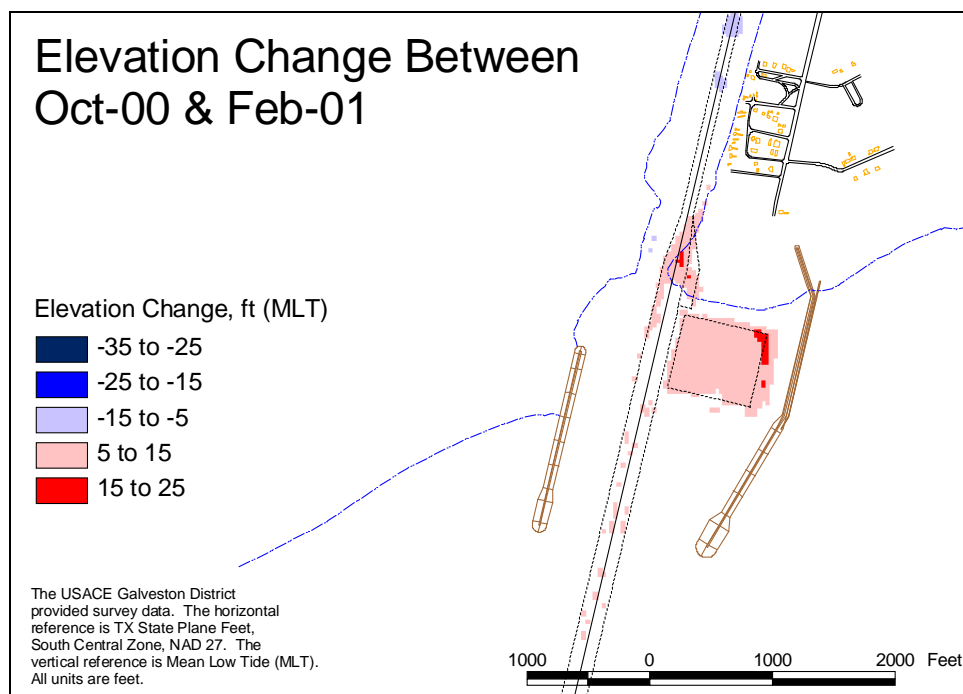 Elevation Change Between
Oct-00 & Feb-01
Elevation Change, ft (MLT)
-35 to -25
-25 to -15
-15 to -5
5 to 15
15 to 25
The USACE Galveston District
provided survey data. The horizontal
reference is TX State Plane Feet,
South Central Zone, NAD 27. The
vertical reference is Mean Low Tide (MLT).
All units are feet.
1000 0 1000 2000 Feet